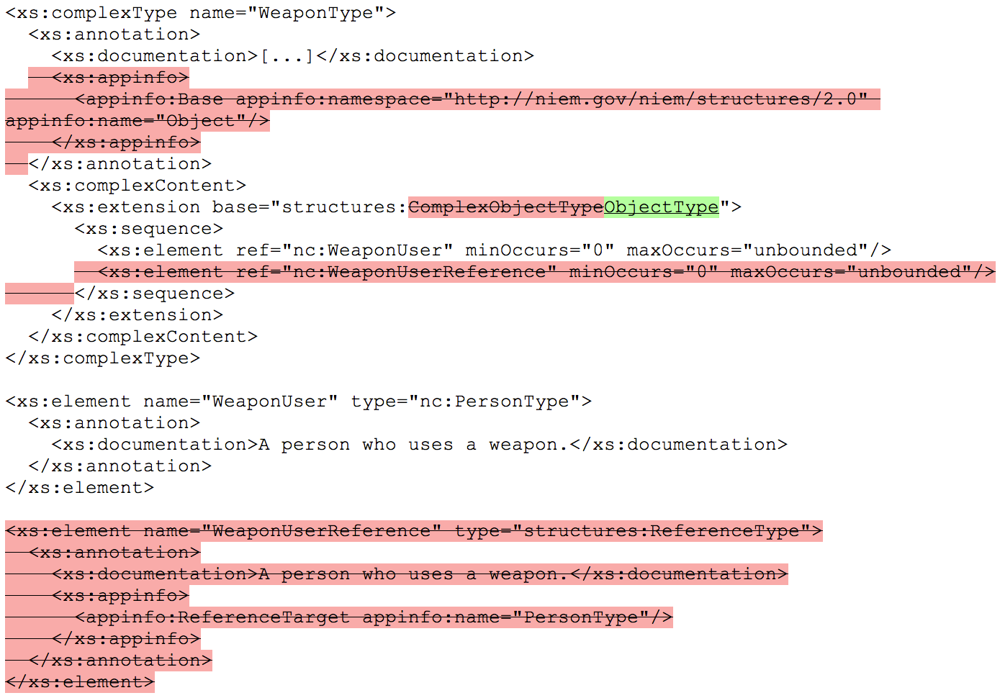 <xs:complexType name="WeaponType">
  <xs:annotation>
    <xs:documentation>[...]</xs:documentation>
    <xs:appinfo>
      <appinfo:Base appinfo:namespace="http://niem.gov/niem/structures/2.0"
appinfo:name="Object"/>
    </xs:appinfo>
  </xs:annotation>
  <xs:complexContent>
    <xs:extension base="structures:ComplexObjectTypeObjectType">
      <xs:sequence>
        <xs:element ref="nc:WeaponUser" minOccurs="0" maxOccurs="unbounded"/>
        <xs:element ref="nc:WeaponUserReference" minOccurs="0" maxOccurs="unbounded"/>
      </xs:sequence>
    </xs:extension>
  </xs:complexContent>
</xs:complexType>

<xs:element name="WeaponUser" type="nc:PersonType">
  <xs:annotation>
    <xs:documentation>A person who uses a weapon.</xs:documentation>
  </xs:annotation>
</xs:element>

<xs:element name="WeaponUserReference" type="structures:ReferenceType">
  <xs:annotation>
    <xs:documentation>A person who uses a weapon.</xs:documentation>
    <xs:appinfo>
      <appinfo:ReferenceTarget appinfo:name="PersonType"/>
    </xs:appinfo>
  </xs:annotation>
</xs:element>